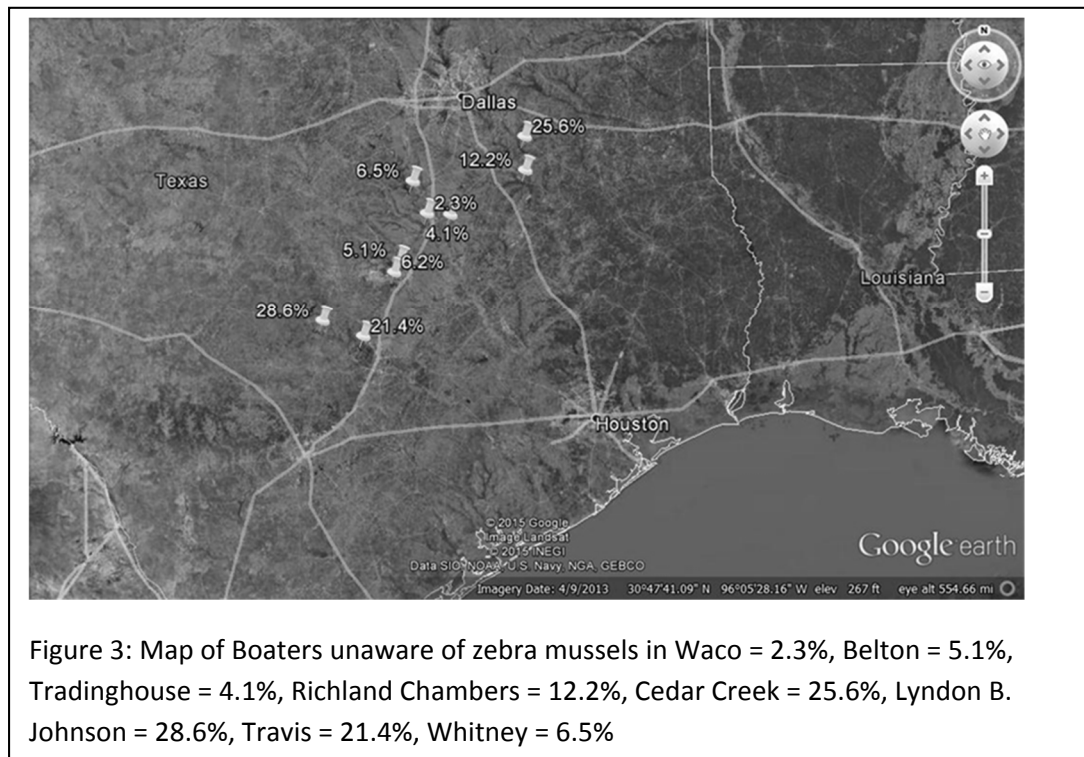 N
Dallas
25.6%
12.2%
6.5%
Texas
2.3%
4.1%
5.1%
6.2%
Louisiana
28.6%
21.4%
Houston
© 2015 Google
Image Landsat
© 2015 INEGI
Data SIO, NOAA, U.S. Navy, NGA, GEBCO
Google earth
Imagery Date: 4/9/2013 30°47'41.09" N 96°05'28.16" W elev 267 ft eye alt 554.66 mi
Figure 3: Map of Boaters unaware of zebra mussels in Waco = 2.3%, Belton = 5.1%,
Tradinghouse = 4.1%, Richland Chambers = 12.2%, Cedar Creek = 25.6%, Lyndon B.
Johnson = 28.6%, Travis = 21.4%, Whitney = 6.5%